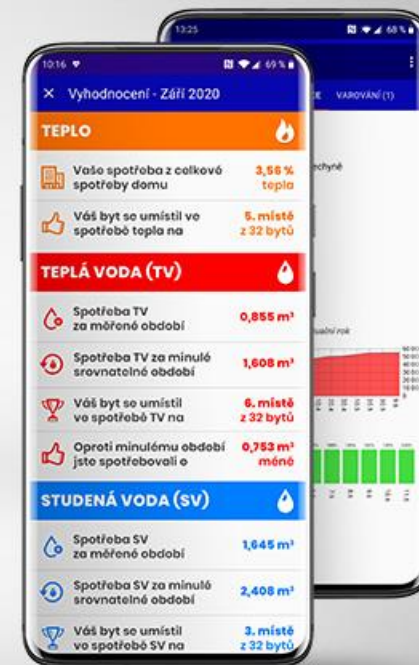 13:25
68 %
10:16
69 %
× Vyhodnocení - Září 2020
VAROVÁNÍ (1)
TEPLO
Vaše spotřeba z celkové
spotřeby domu
3,56 %
tepla
Váš byt se umístil ve
spotřebě tepla na
5. místě
z 32 bytů
TEPLÁ VODA (TV)
Spotřeba TV
za měřené období
0,855 m³
Spotřeba TV za minulé
srovnatelné období
1,608 m³
Váš byt se umístil
ve spotřebě TV na
6. místě
z 32 bytů
Oproti minulému období
jste spotřebovali o
0,753 m³
méně
STUDENÁ VODA (SV)
Spotřeba SV
za měřené období
1,645 m³
Spotřeba SV za minulé
srovnatelné období
2,408 m³
Váš byt se umístil
ve spotřebě SV na
3. místě
z 32 bytů